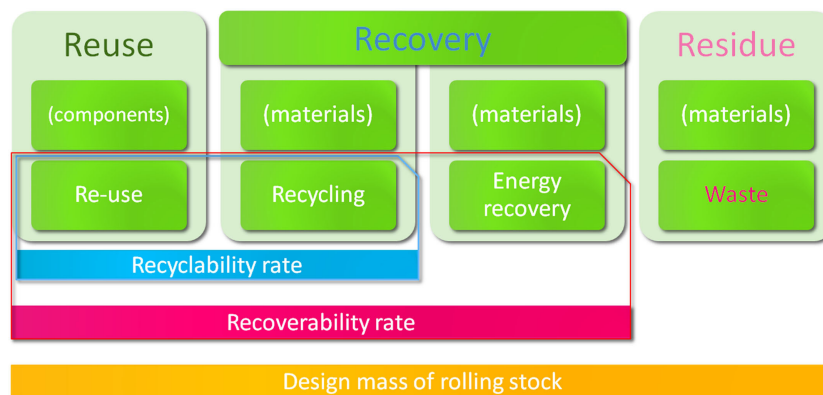 Reuse
Recovery
Residue
(components)
(materials)
(materials)
(materials)
Re-use
Recycling
Energy
recovery
Waste
Recyclability rate
Recoverability rate
Design mass of rolling stock